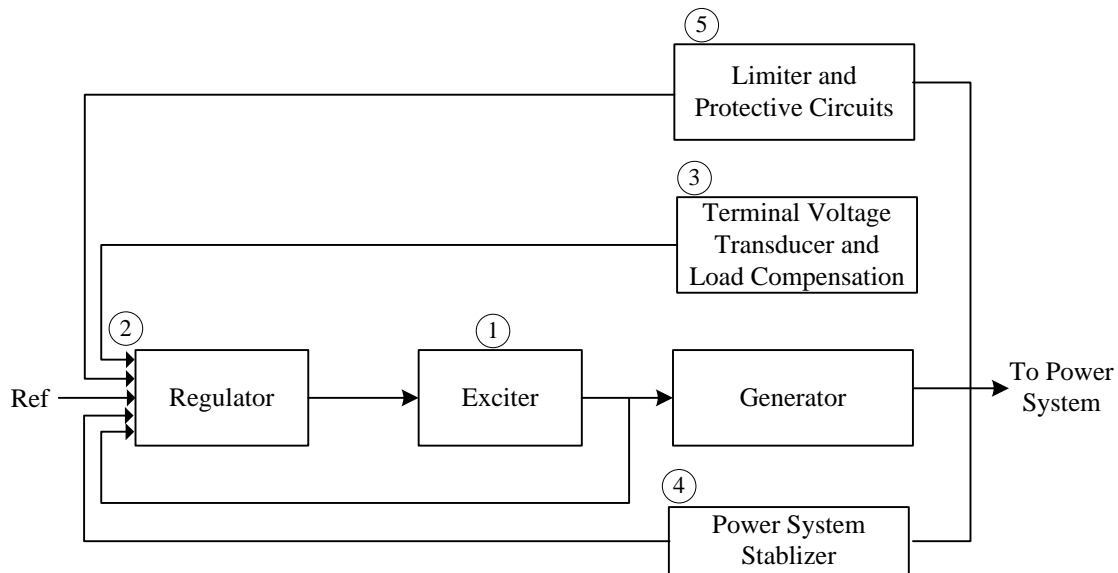 5
Limiter and
Protective Circuits
3
Terminal Voltage
Transducer and
Load Compensation
2
1
Ref
Regulator
Exciter
Generator
To Power
System
4
Power System
Stablizer